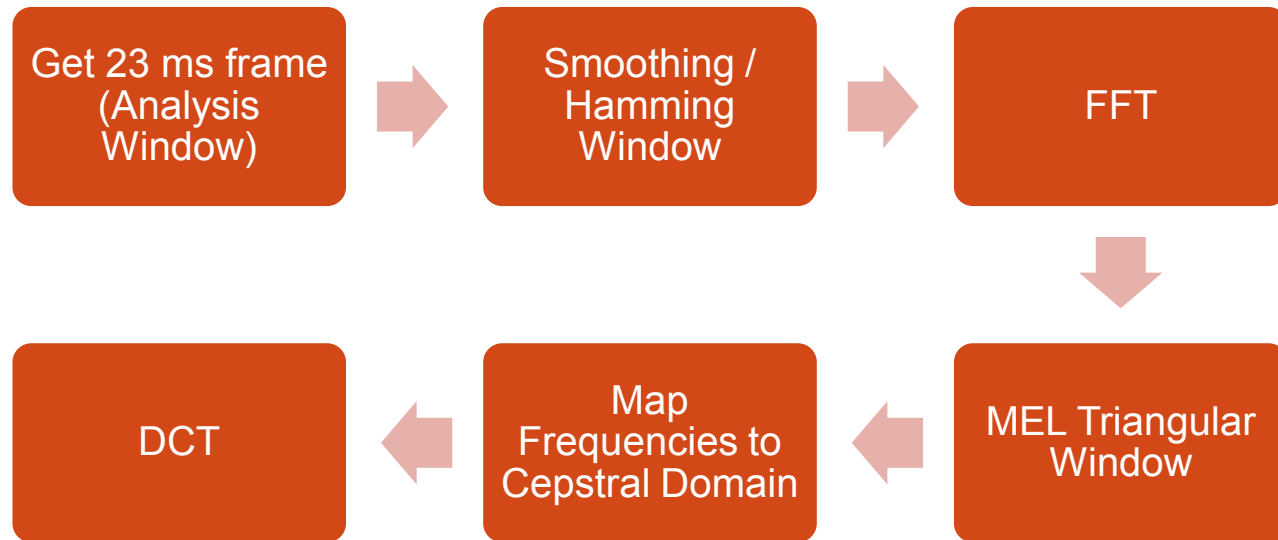 Get 23 ms frame
(Analysis
Window)
Smoothing /
Hamming
Window
FFT
MEL Triangular
Window
Map
Frequencies to
Cepstral Domain
DCT